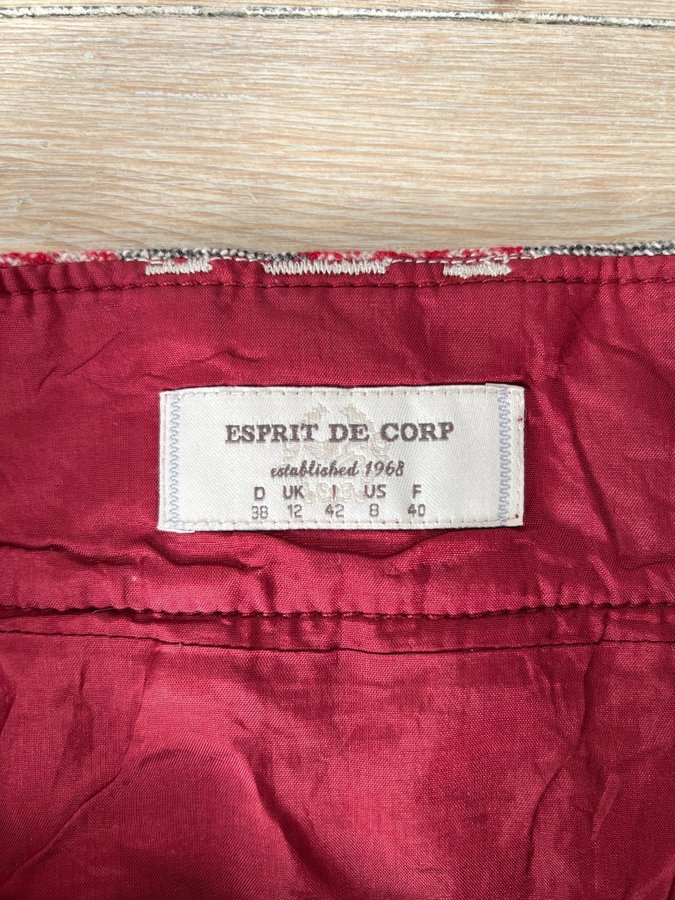 ESPRIT DE CORP
established 1968
D UK I US F
38 12 42 8 40